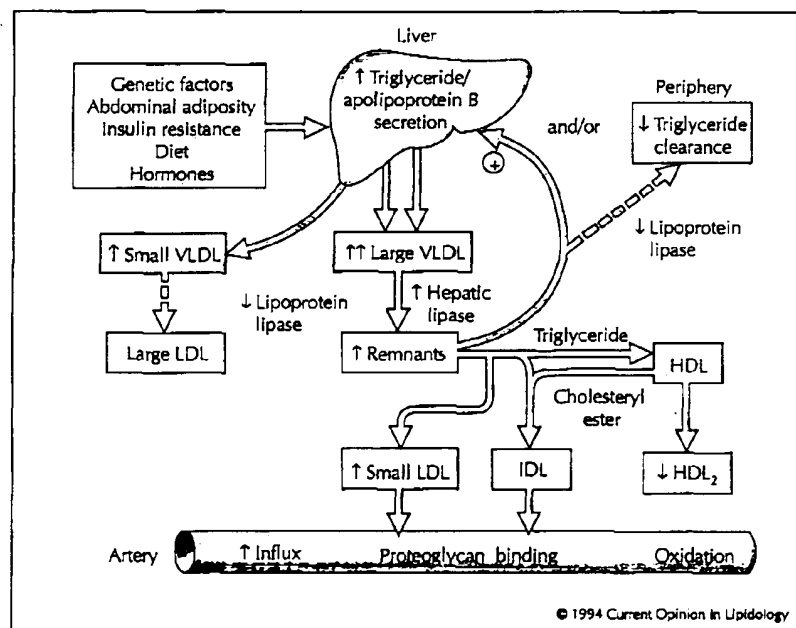 Liver
Genetic factors
Abdominal adiposity
Insulin resistance
Diet
Hormones
↑ Triglyceride/
apolipoprotein B
secretion
and/or
Periphery
↓ Triglyceride
clearance
+
↓ Lipoprotein
lipase
↑ Small VLDL
↑↑ Large VLDL
↓ Lipoprotein
lipase
↑ Hepatic
lipase
Large LDL
↑ Remnants
Triglyceride
HDL
Cholesteryl
ester
↑ Small LDL
IDL
↓ HDL₂
Artery
↑ Influx
Proteoglycan binding
Oxidation
© 1994 Current Opinion in Lipidology